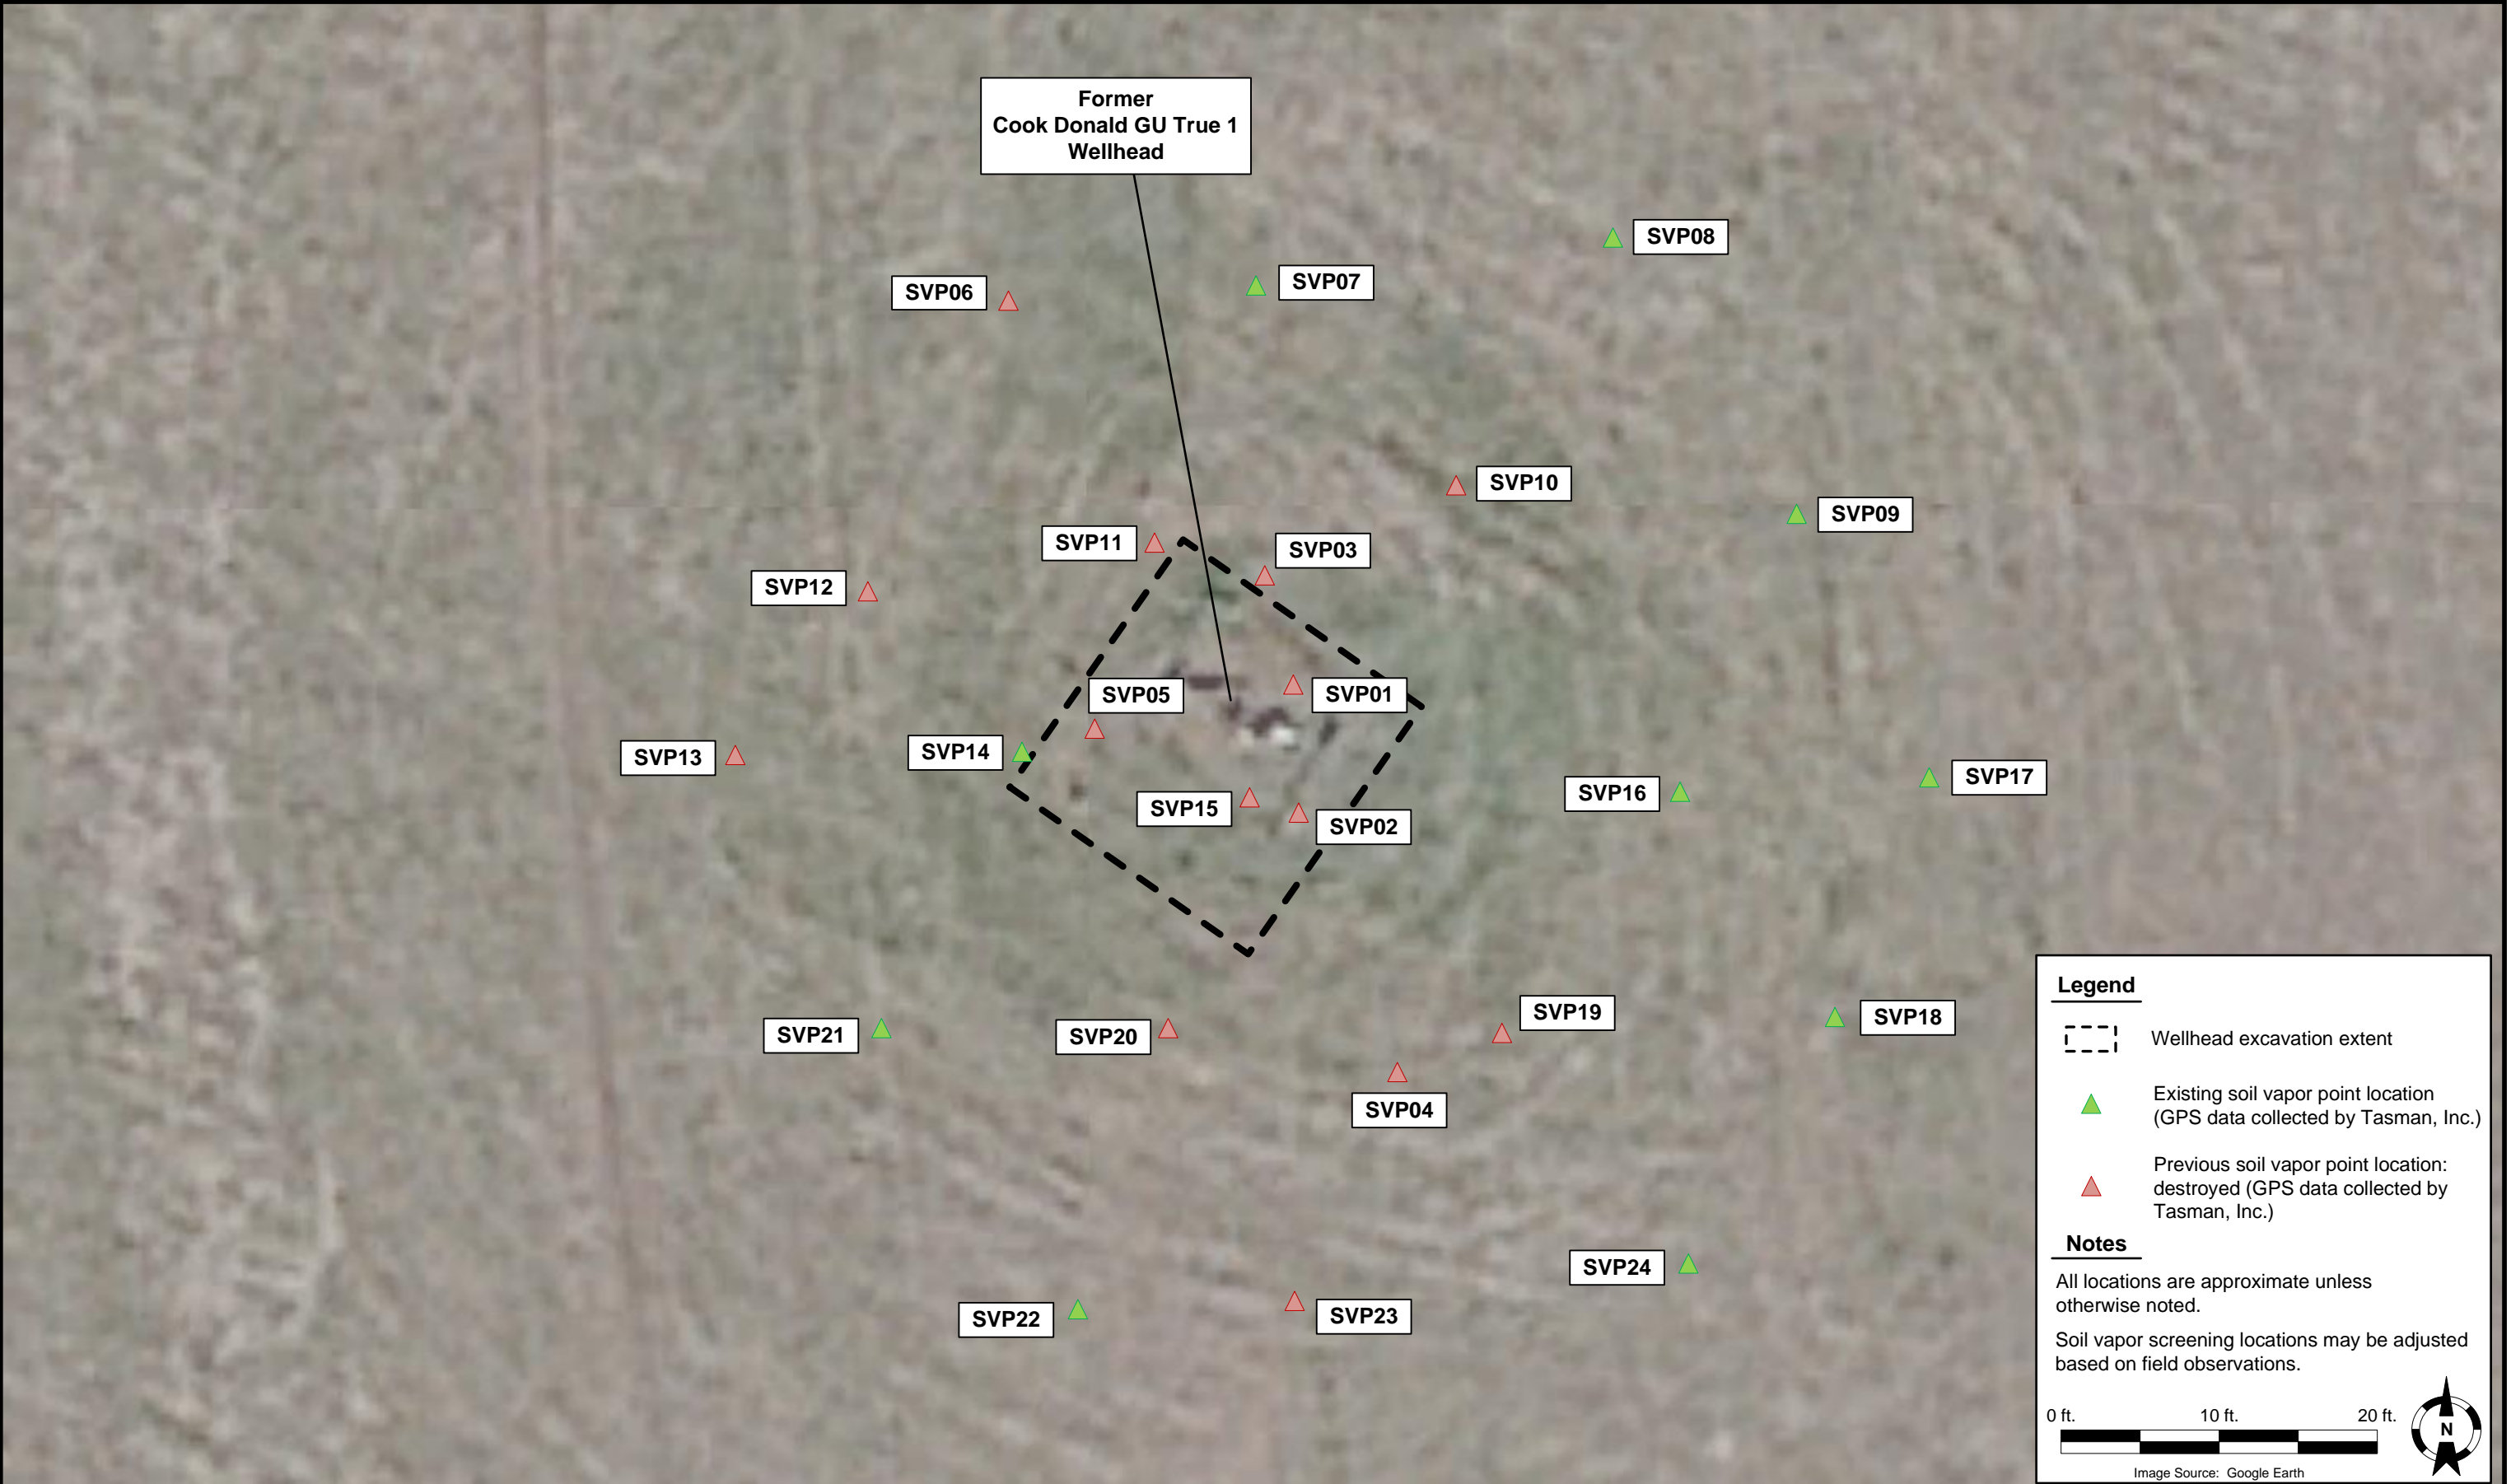 Former
Cook Donald GU True 1
Wellhead
SVP08
SVP07
SVP06
SVP10
SVP09
SVP11
SVP03
SVP12
SVP05
SVP01
SVP14
SVP13
SVP17
SVP16
SVP15
SVP02
SVP19
SVP18
SVP21
SVP20
SVP04
SVP24
SVP22
SVP23
Legend
Wellhead excavation extent
Existing soil vapor point location
(GPS data collected by Tasman, Inc.)
Previous soil vapor point location:
destroyed (GPS data collected by
Tasman, Inc.)
Notes
All locations are approximate unless
otherwise noted.
Soil vapor screening locations may be adjusted
based on field observations.
0 ft. 10 ft. 20 ft.
N
Image Source: Google Earth